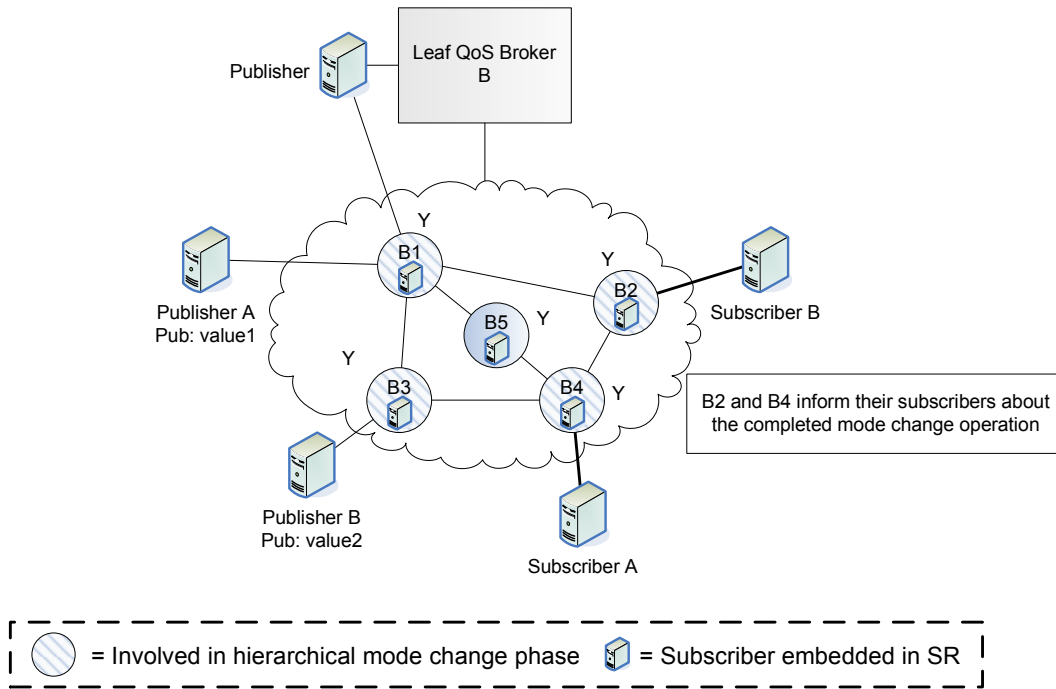 Leaf QoS Broker
B
Publisher
Y
B1
Y
B2
Publisher A
Pub: value1
Subscriber B
B5
Y
Y
B3
B4
Y
B2 and B4 inform their subscribers about
the completed mode change operation
Publisher B
Pub: value2
Subscriber A
= Involved in hierarchical mode change phase
= Subscriber embedded in SR